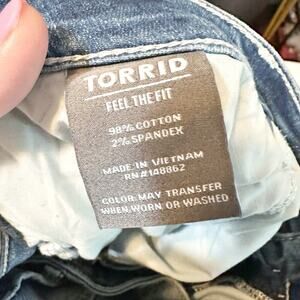 TORRID
FEEL THE FIT
98% COTTON
2% SPANDEX
MADE IN VIETNAM
RN#148862
COLOR MAY TRANSFER
WHEN WORN OR WASHED